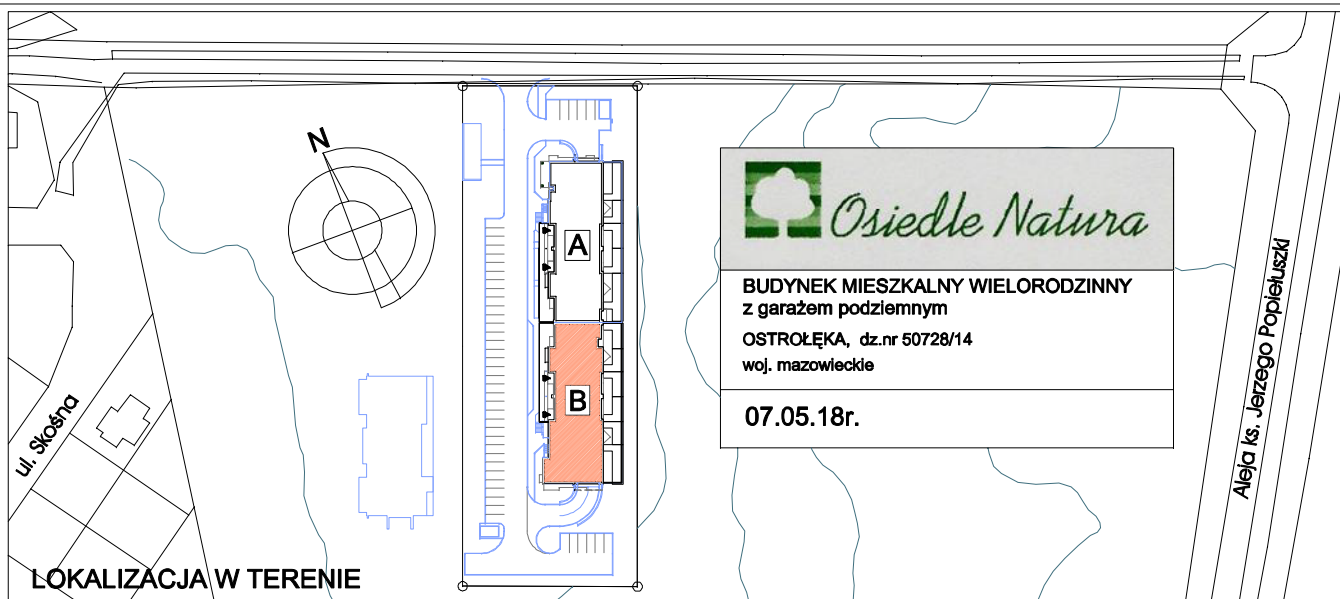 N
A
B
Osiedle Natura
BUDYNEK MIESZKALNY WIELORODZINNY
z garażem podziemnym
OSTROŁĘKA, dz.nr 50728/14
woj. mazowieckie
07.05.18r.
ul. Skośna
Aleja ks. Jerzego Popiełuszki
LOKALIZACJA W TERENIE